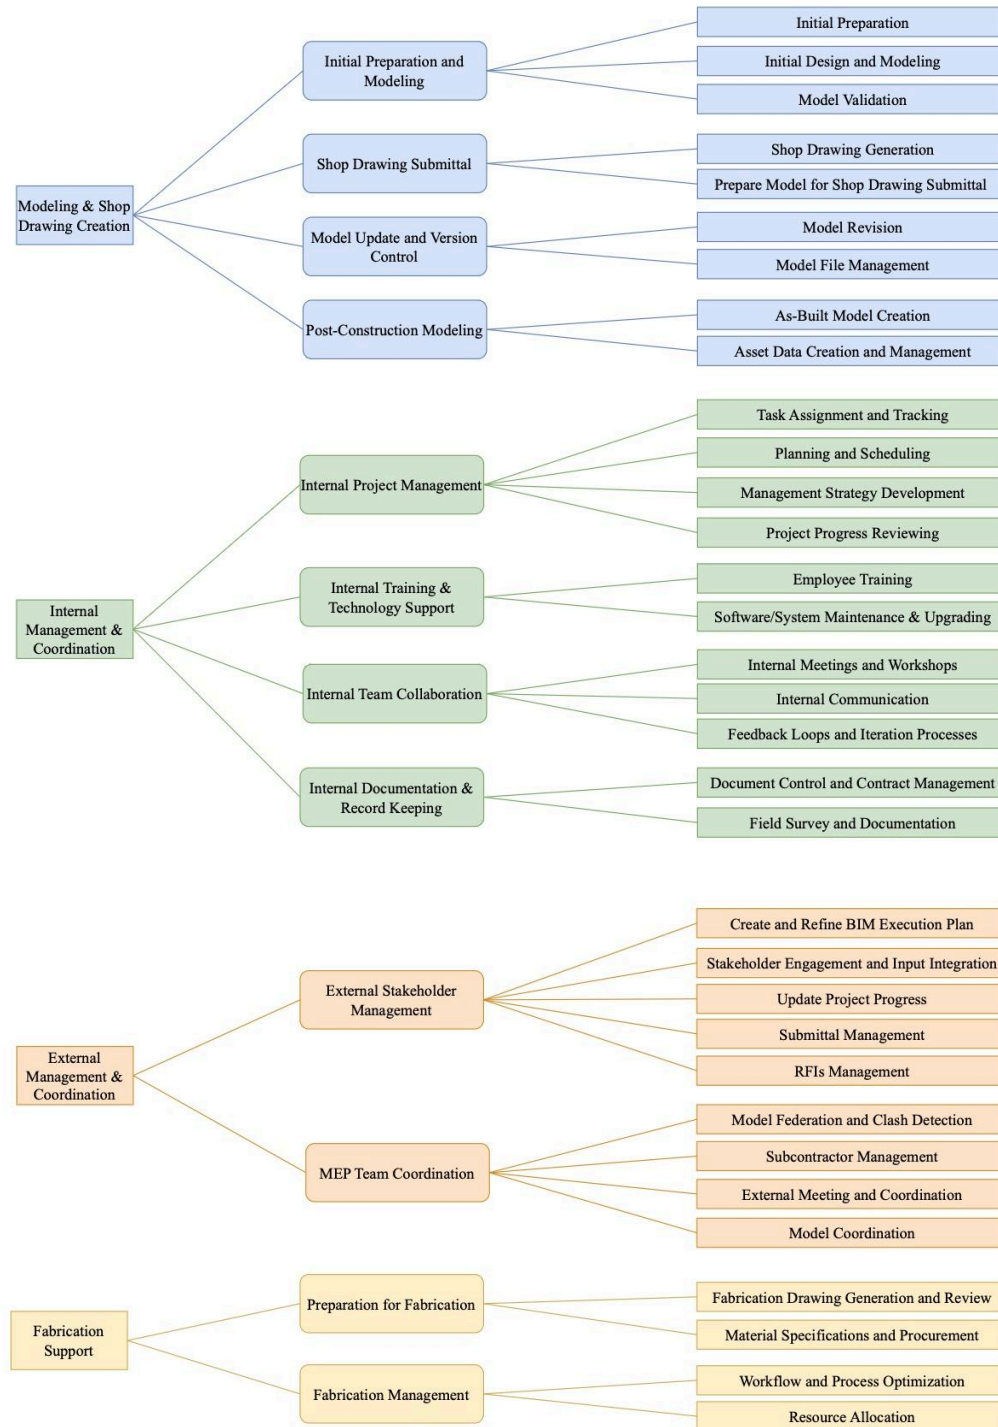 Modeling & Shop
Drawing Creation
Initial Preparation and
Modeling
Initial Preparation
Initial Design and Modeling
Model Validation
Shop Drawing Submittal
Shop Drawing Generation
Prepare Model for Shop Drawing Submittal
Model Update and Version
Control
Model Revision
Model File Management
Post-Construction Modeling
As-Built Model Creation
Asset Data Creation and Management
Internal
Management &
Coordination
Internal Project Management
Task Assignment and Tracking
Planning and Scheduling
Management Strategy Development
Project Progress Reviewing
Internal Training &
Technology Support
Employee Training
Software/System Maintenance & Upgrading
Internal Team Collaboration
Internal Meetings and Workshops
Internal Communication
Feedback Loops and Iteration Processes
Internal Documentation &
Record Keeping
Document Control and Contract Management
Field Survey and Documentation
External
Management &
Coordination
External Stakeholder
Management
Create and Refine BIM Execution Plan
Stakeholder Engagement and Input Integration
Update Project Progress
Submittal Management
RFIs Management
MEP Team Coordination
Model Federation and Clash Detection
Subcontractor Management
External Meeting and Coordination
Model Coordination
Fabrication
Support
Preparation for Fabrication
Fabrication Drawing Generation and Review
Material Specifications and Procurement
Fabrication Management
Workflow and Process Optimization
Resource Allocation